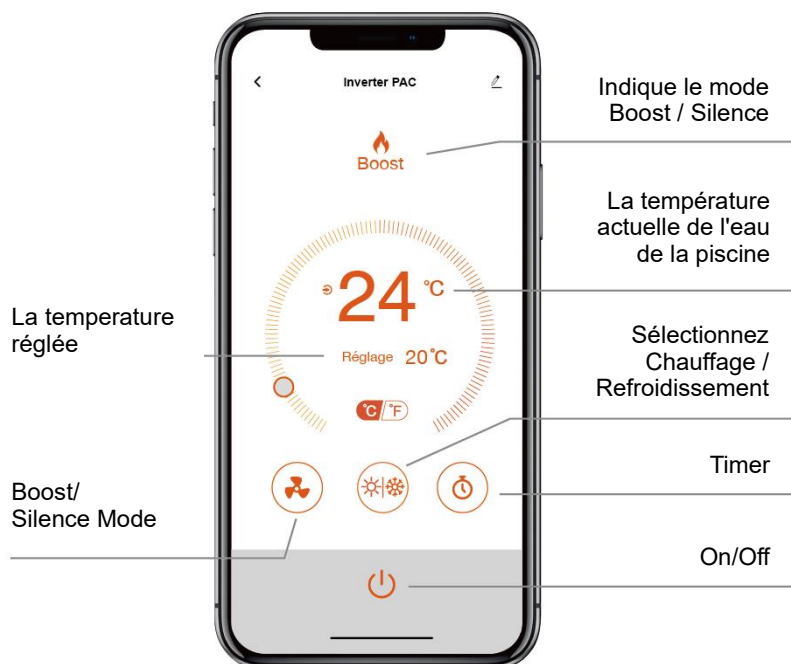 Inverter PAC
Indique le mode
Boost / Silence
Boost
La température
actuelle de l'eau
de la piscine
24 °C
La temperature
réglée
Réglage 20°C
Sélectionnez
Chauffage /
Refroidissement
°C/°F
Timer
Boost/
Silence Mode
On/Off